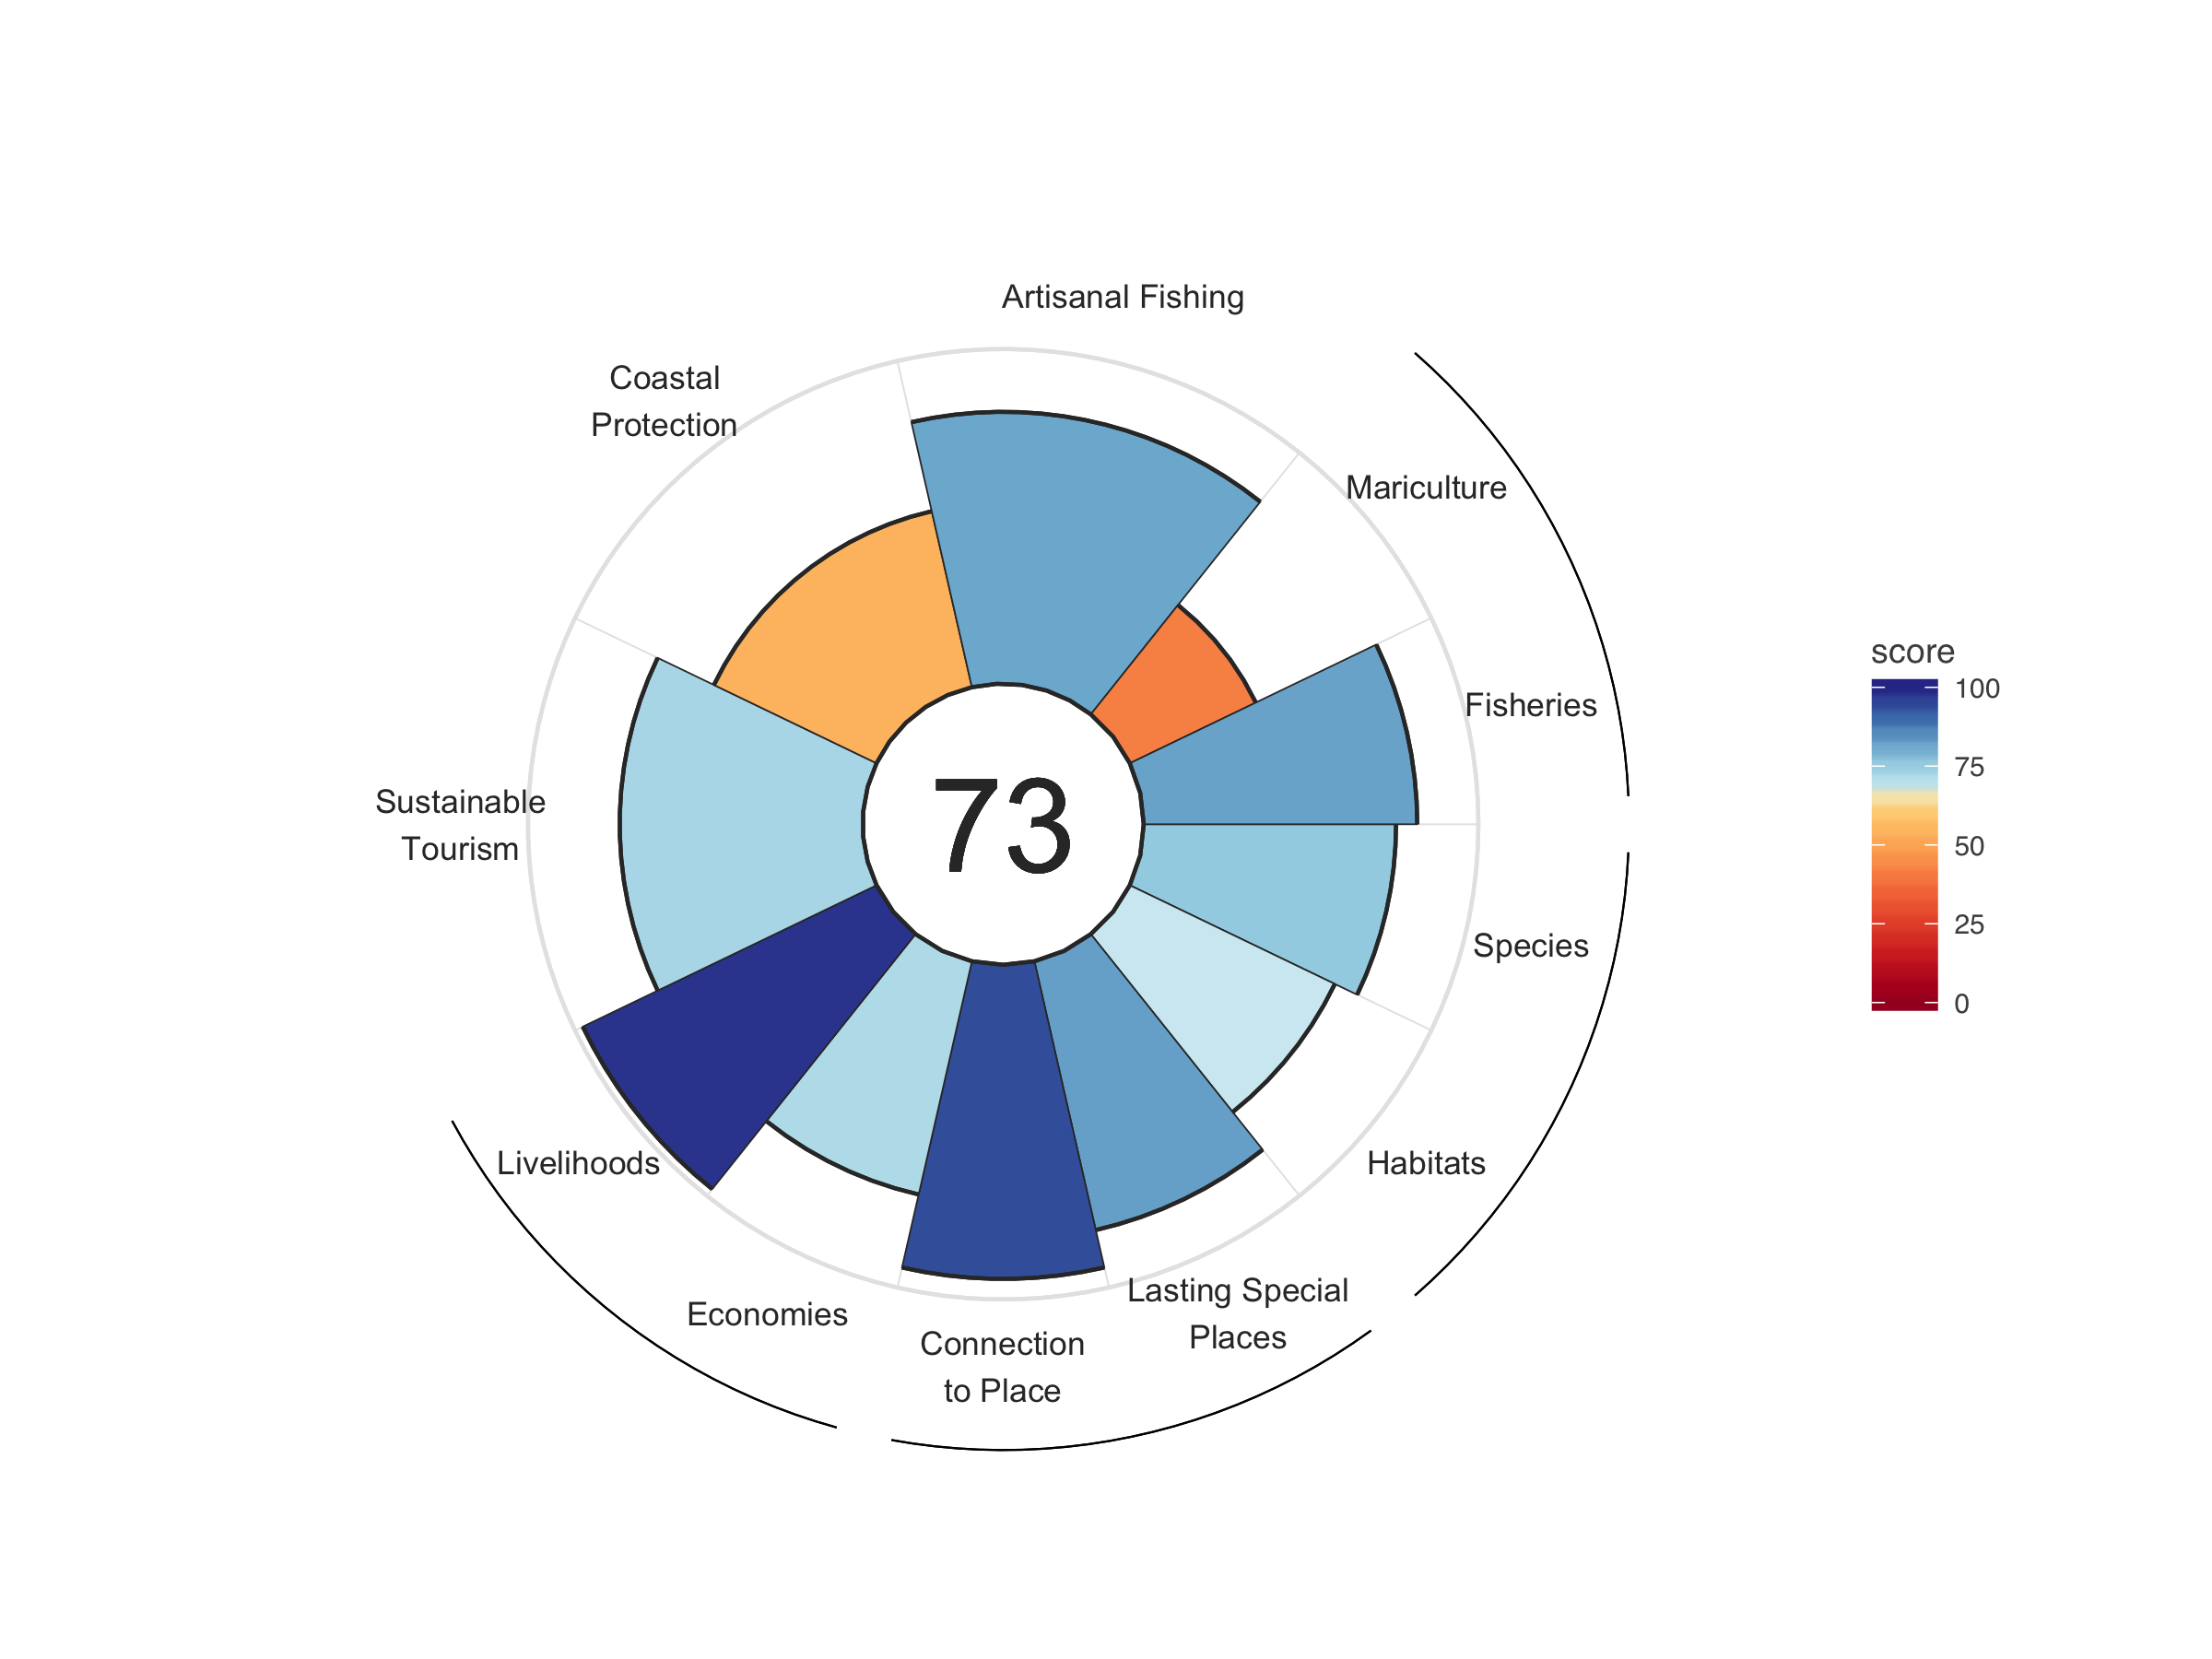 Artisanal Fishing
Coastal
Protection
Mariculture
Fisheries
score
100
75
50
25
0
73
Sustainable
Tourism
Species
Livelihoods
Habitats
Economies
Lasting Special
Places
Connection
to Place